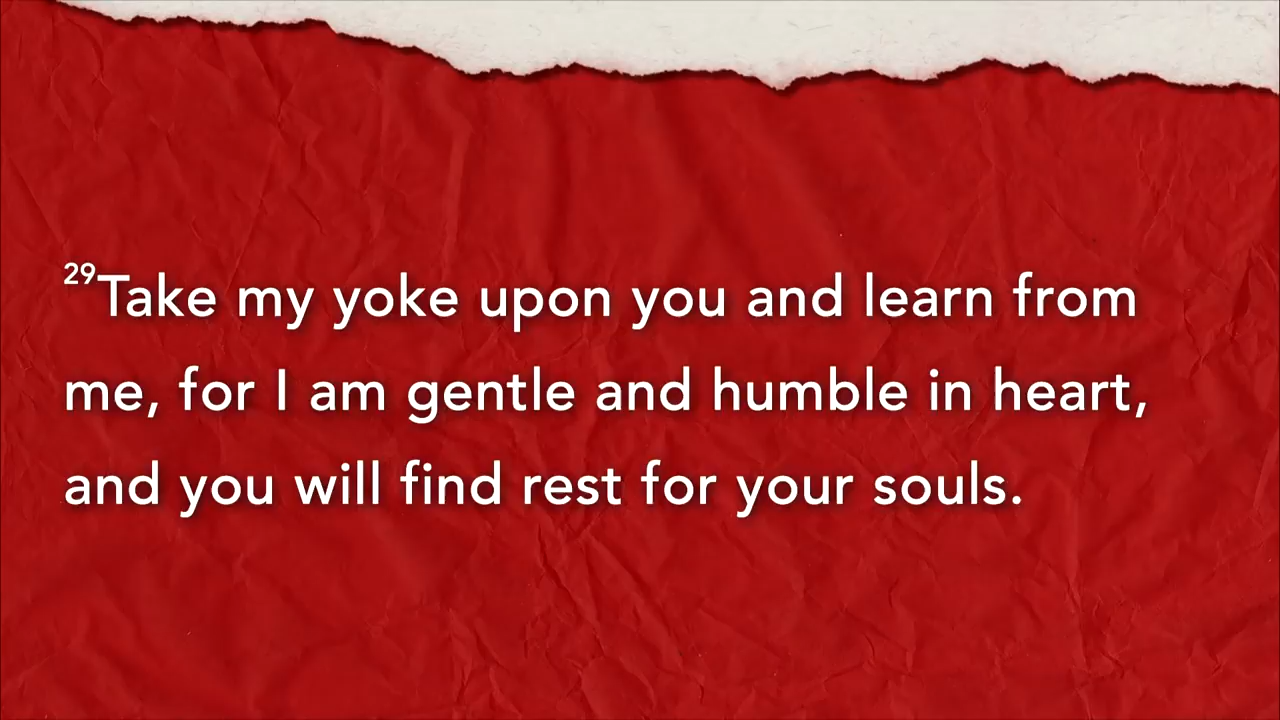 29Take my yoke upon you and learn from
me, for I am gentle and humble in heart,
and you will find rest for your souls.